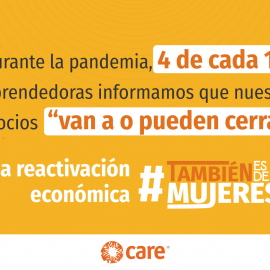 urante la pandemia, 4 de cada 1
prendedoras informamos que nues
ocios “van a o pueden cerra
a reactivación
económica
#TAMBIÉN ES DE
MUJERES
care